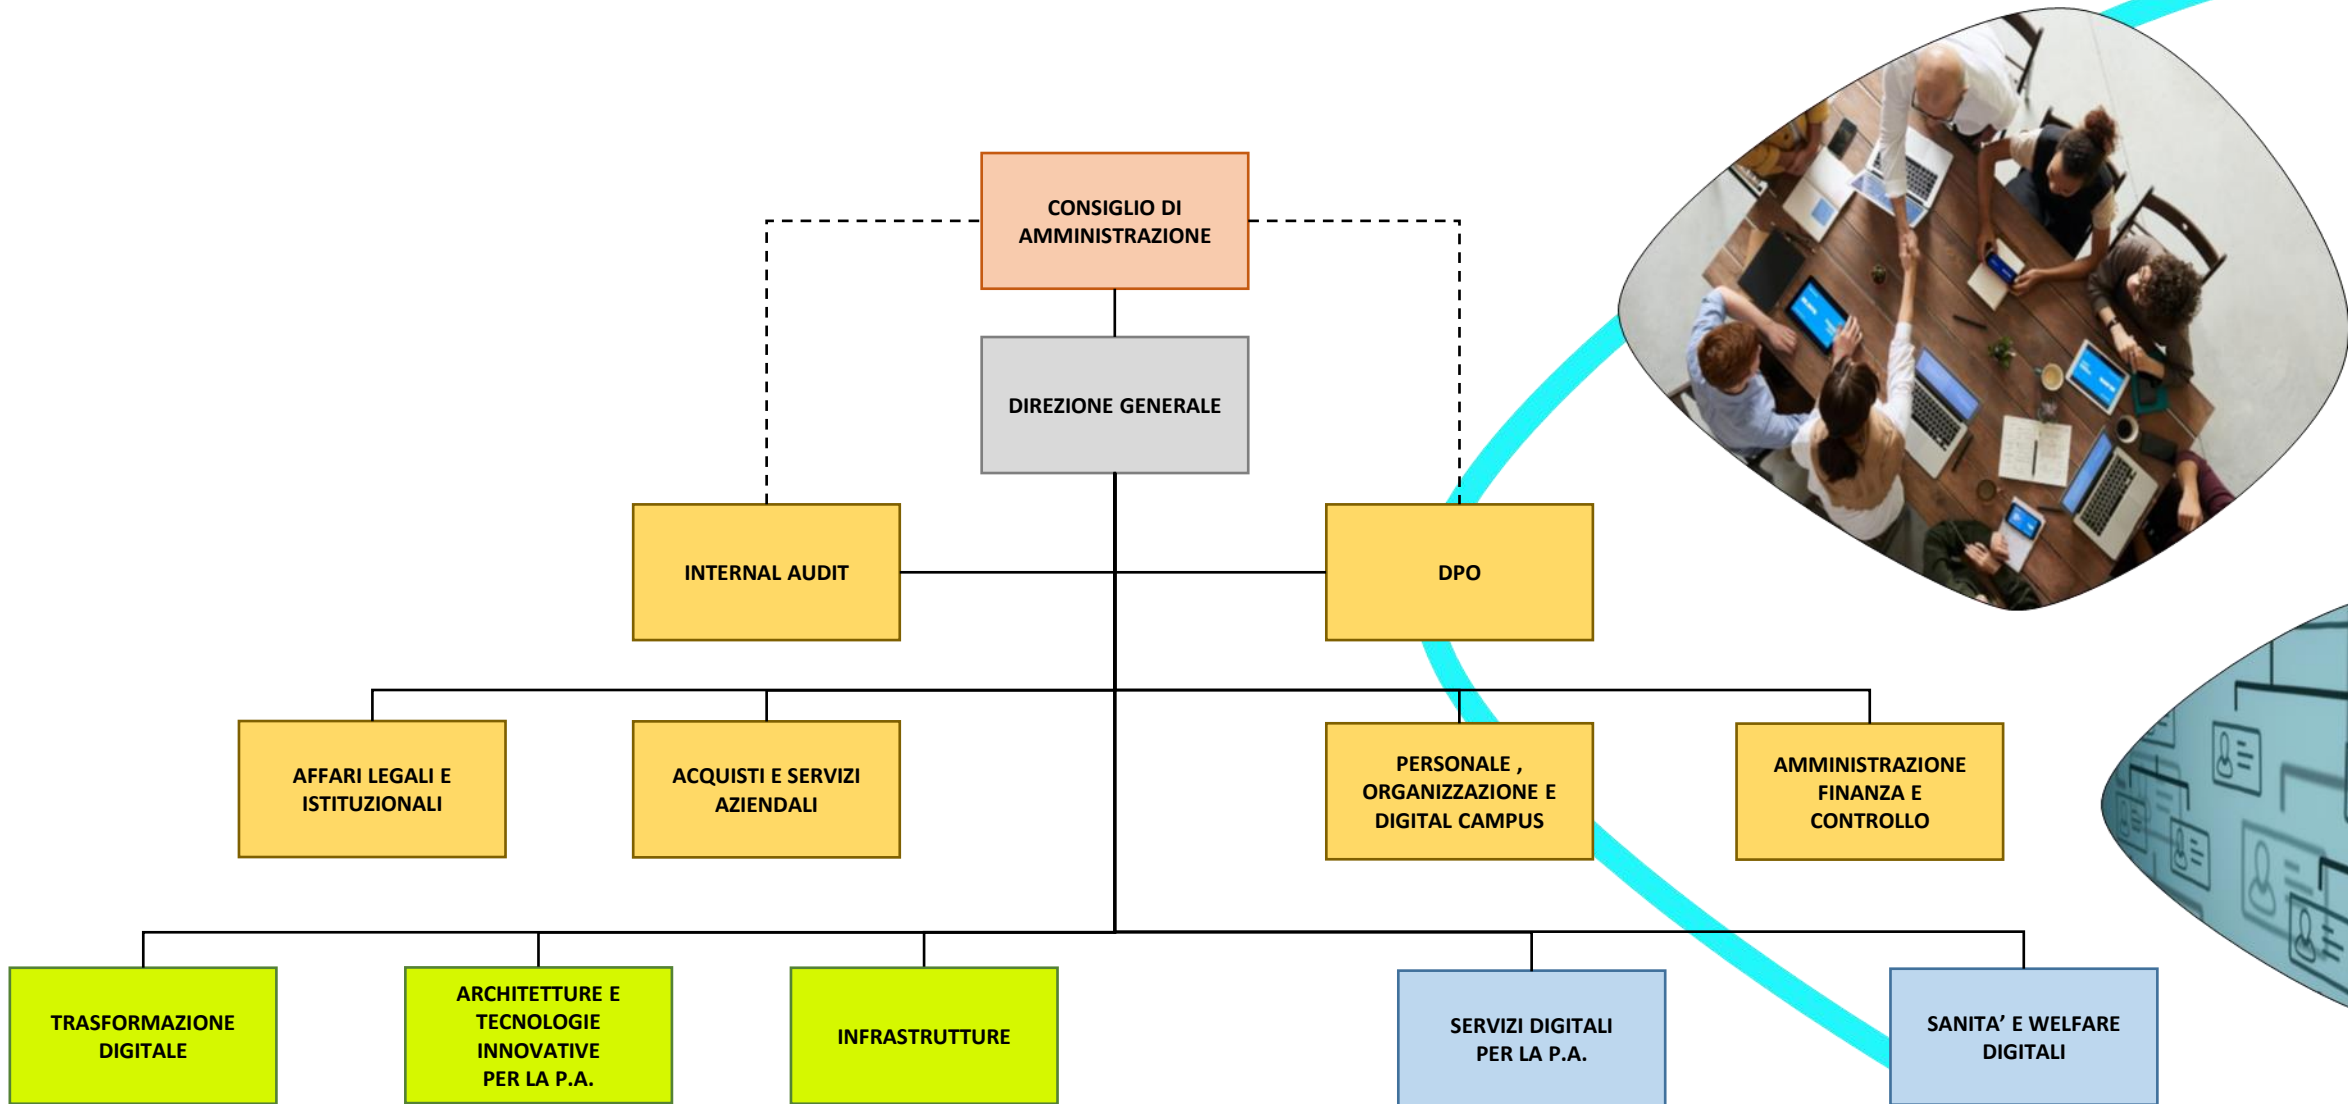 CONSIGLIO DI
AMMINISTRAZIONE
DIREZIONE GENERALE
INTERNAL AUDIT
DPO
AFFARI LEGALI E
ISTITUZIONALI
ACQUISTI E SERVIZI
AZIENDALI
PERSONALE ,
ORGANIZZAZIONE E
DIGITAL CAMPUS
AMMINISTRAZIONE
FINANZA E
CONTROLLO
TRASFORMAZIONE
DIGITALE
ARCHITETTURE E
TECNOLOGIE
INNOVATIVE
PER LA P.A.
INFRASTRUTTURE
SERVIZI DIGITALI
PER LA P.A.
SANITA’ E WELFARE
DIGITALI